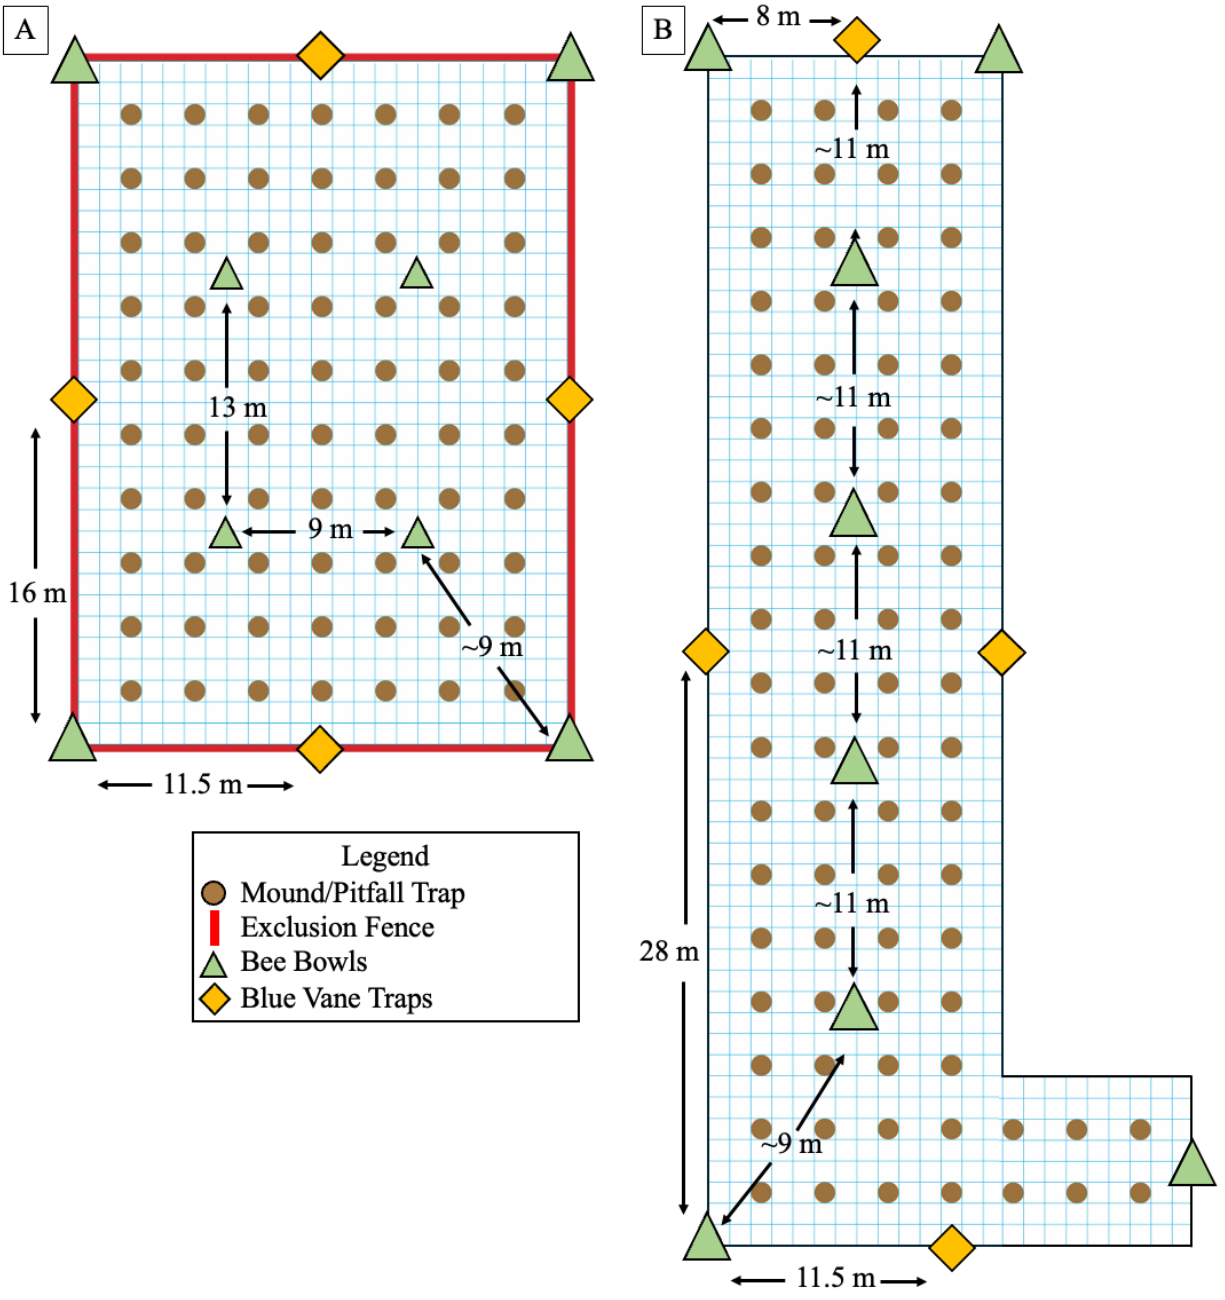 A
13 m
9 m
16 m
~9 m
11.5 m
Legend
Mound/Pitfall Trap
Exclusion Fence
Bee Bowls
Blue Vane Traps
B
8 m
~11 m
~11 m
~11 m
~11 m
28 m
~9 m
11.5 m